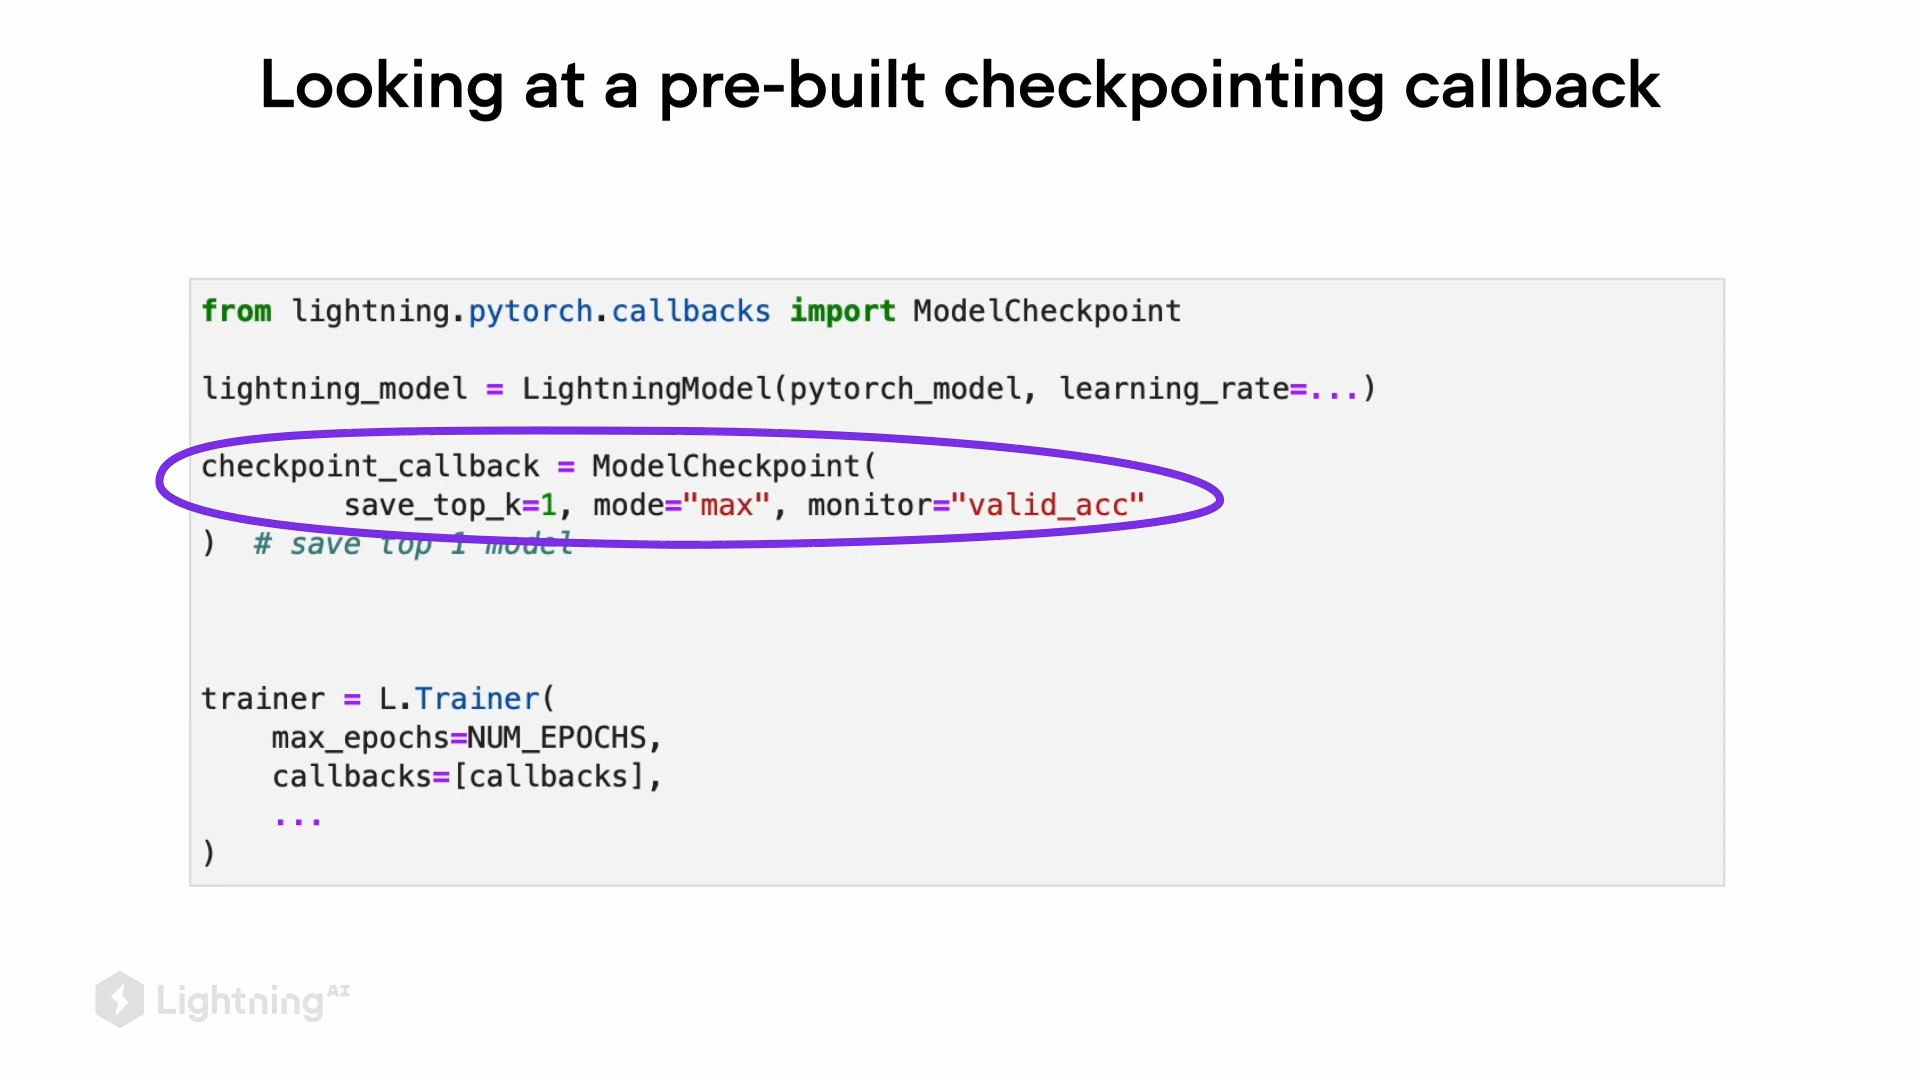 Looking at a pre-built checkpointing callback
from lightning.pytorch.callbacks import ModelCheckpoint
lightning_model = LightningModel(pytorch_model, learning_rate=...)
checkpoint_callback = ModelCheckpoint(
        save_top_k=1, mode="max", monitor="valid_acc"
)  # save top 1 model
trainer = L.Trainer(
    max_epochs=NUM_EPOCHS,
    callbacks=[callbacks],
    ...
)
Lightning AI